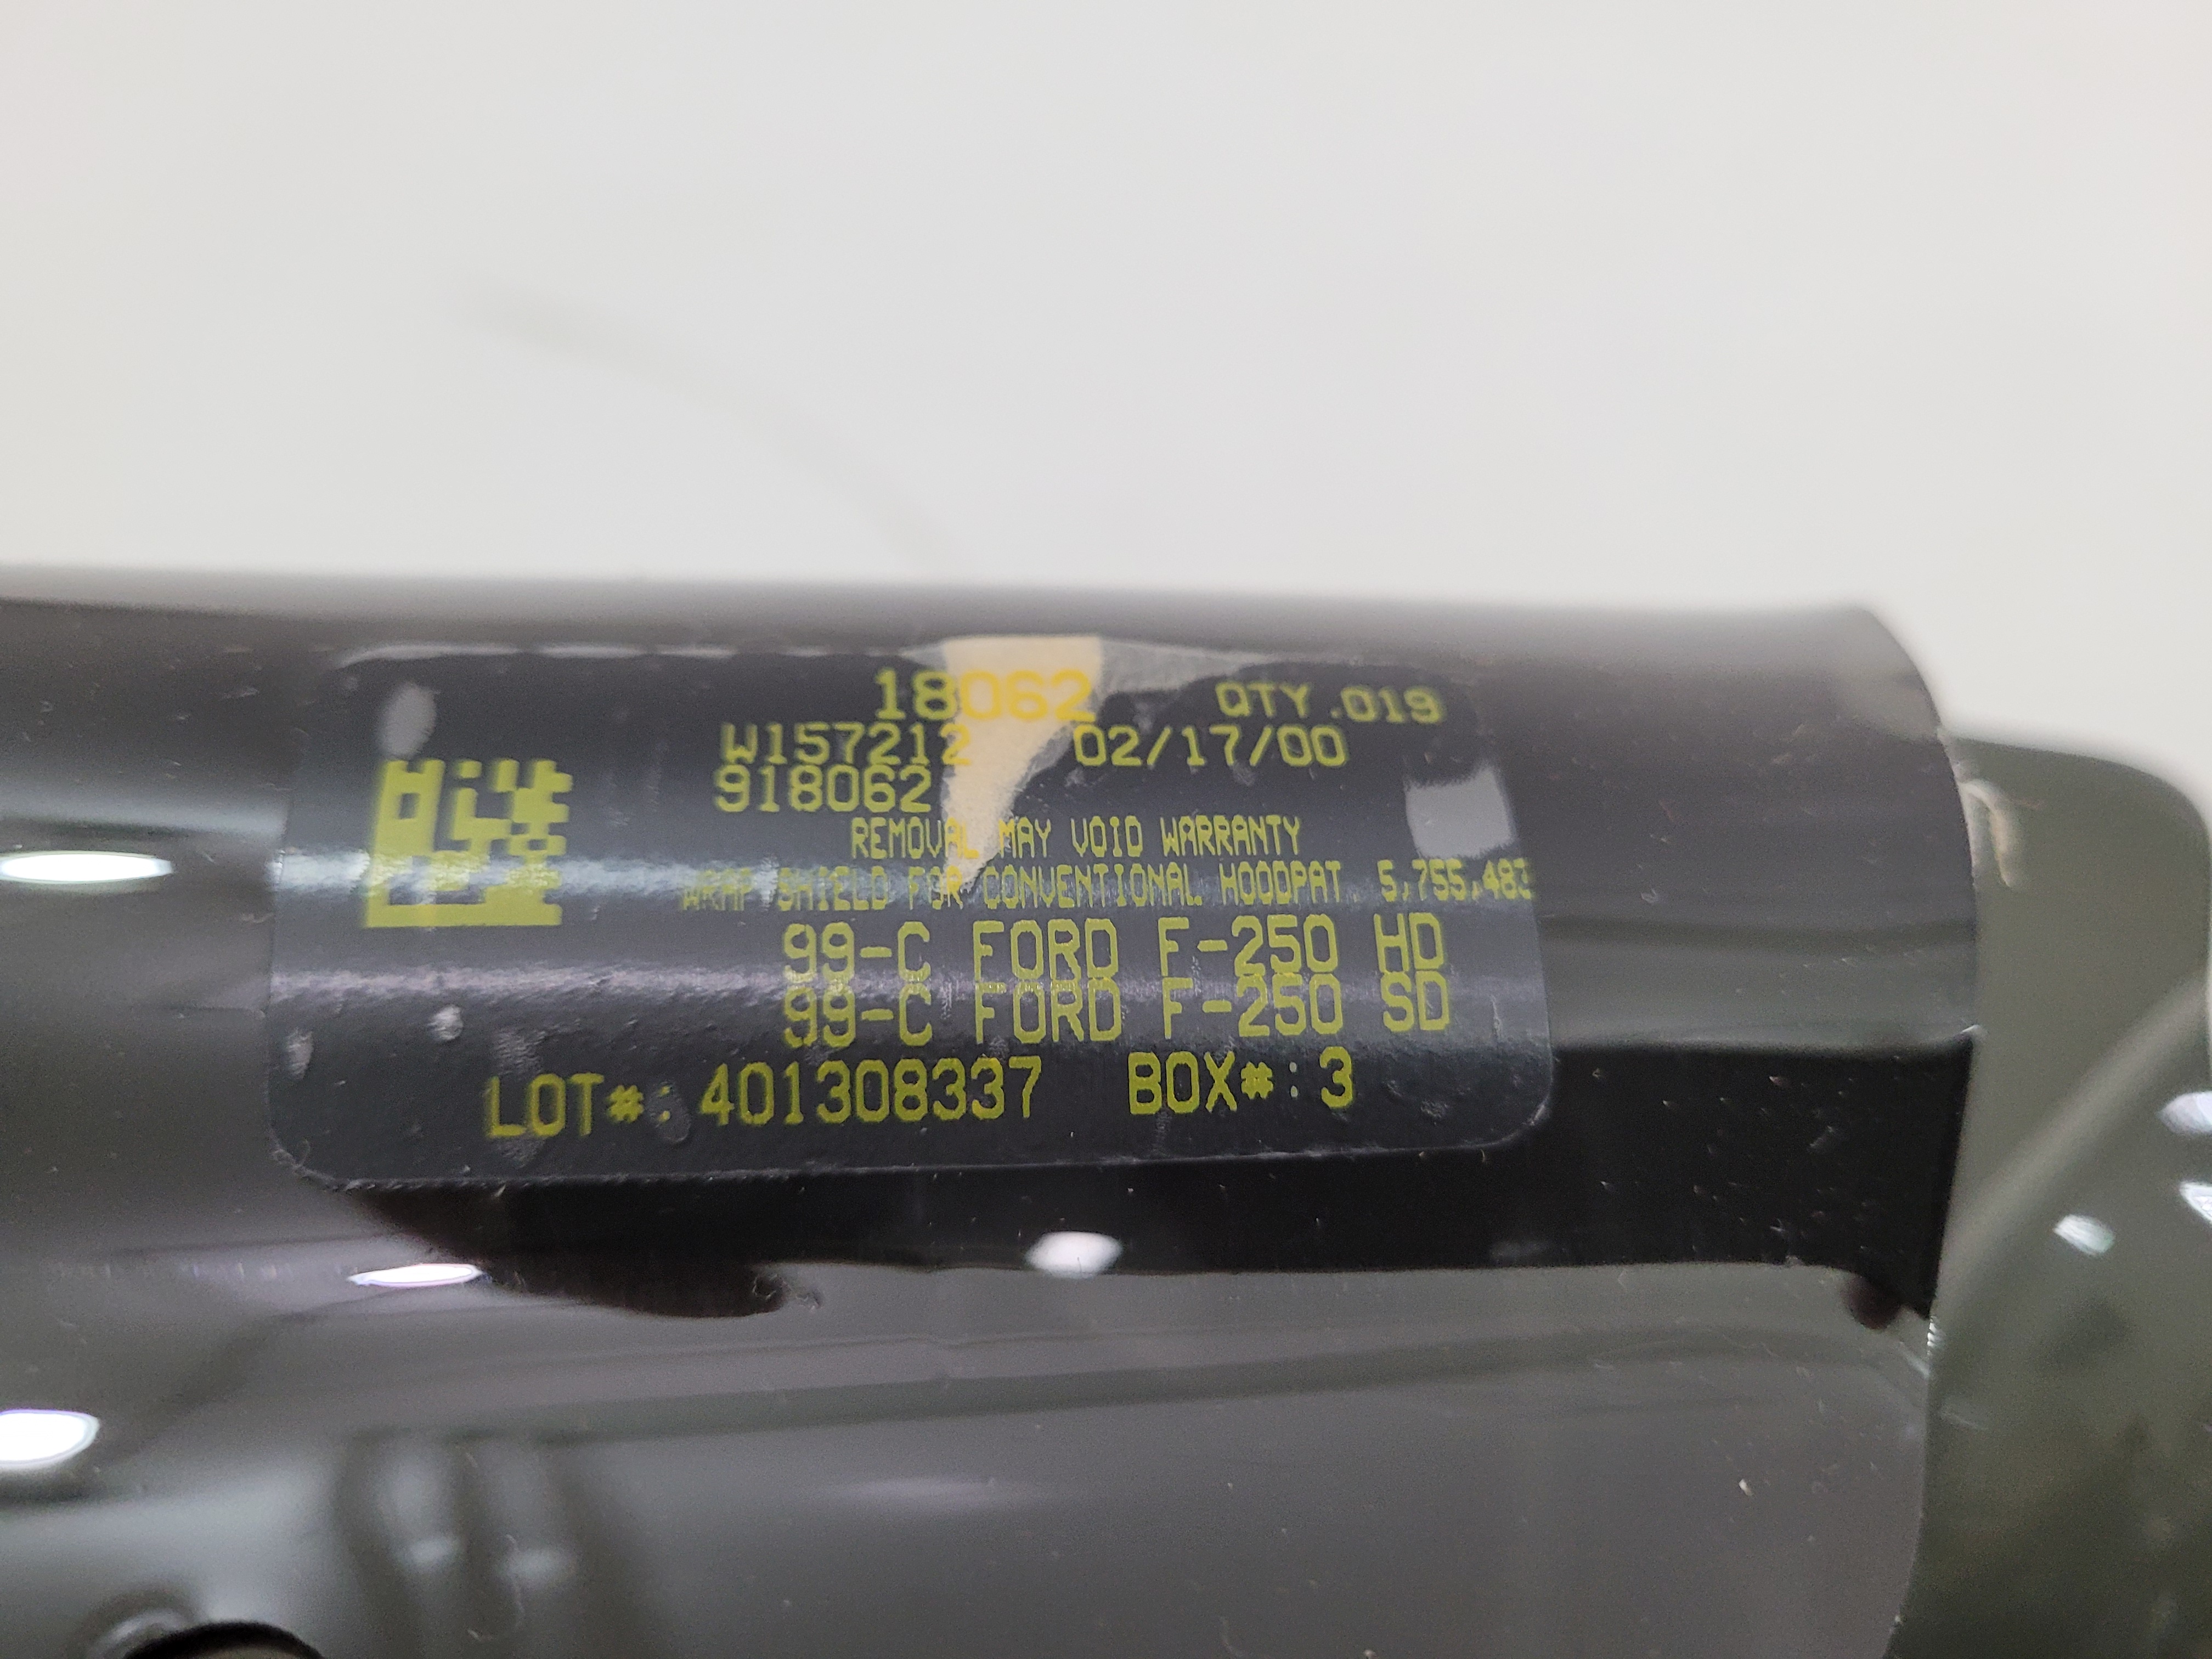 18062 QTY.019
W157212 02/17/00
918062
REMOVAL MAY VOID WARRANTY
WRAP SHIELD FOR CONVENTIONAL HOODPAT. 5,755,483
99-C FORD F-250 HD
99-C FORD F-250 SD
LOT#: 401308337 BOX#: 3